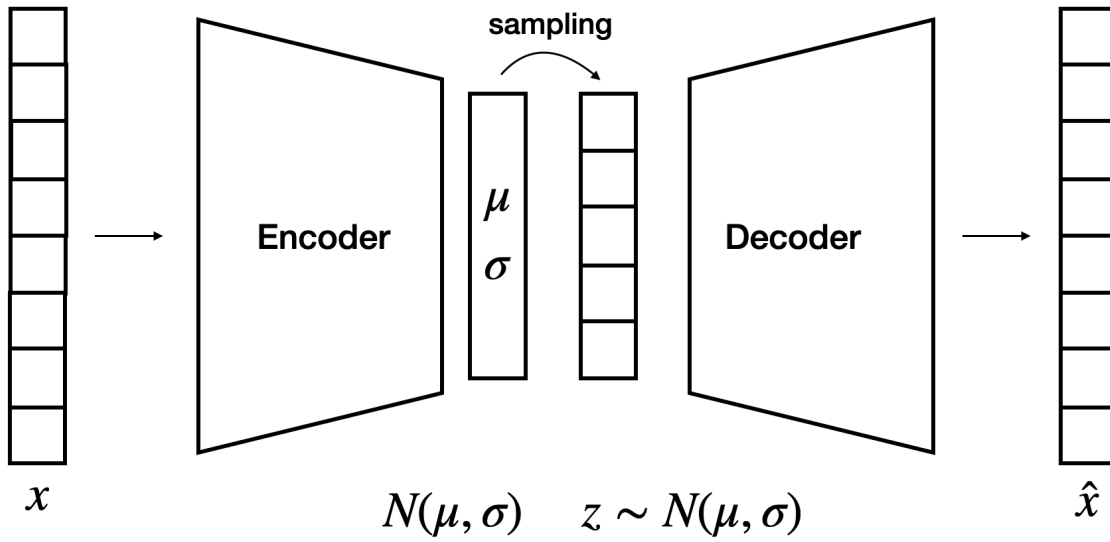 sampling
μ
σ
Encoder
Decoder
x
N(μ, σ)
z ∼ N(μ, σ)
x̂